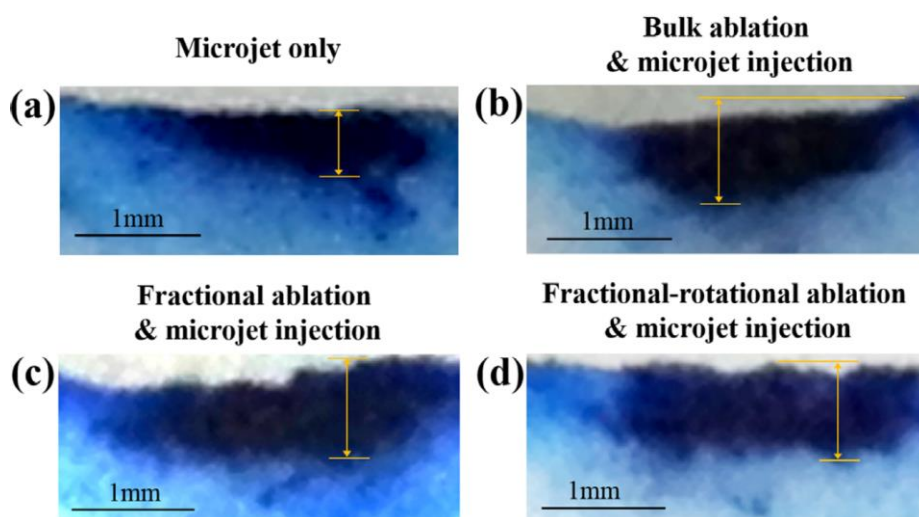 Microjet only
(a)
1mm
Bulk ablation
& microjet injection
(b)
1mm
Fractional ablation
& microjet injection
(c)
1mm
Fractional-rotational ablation
& microjet injection
(d)
1mm